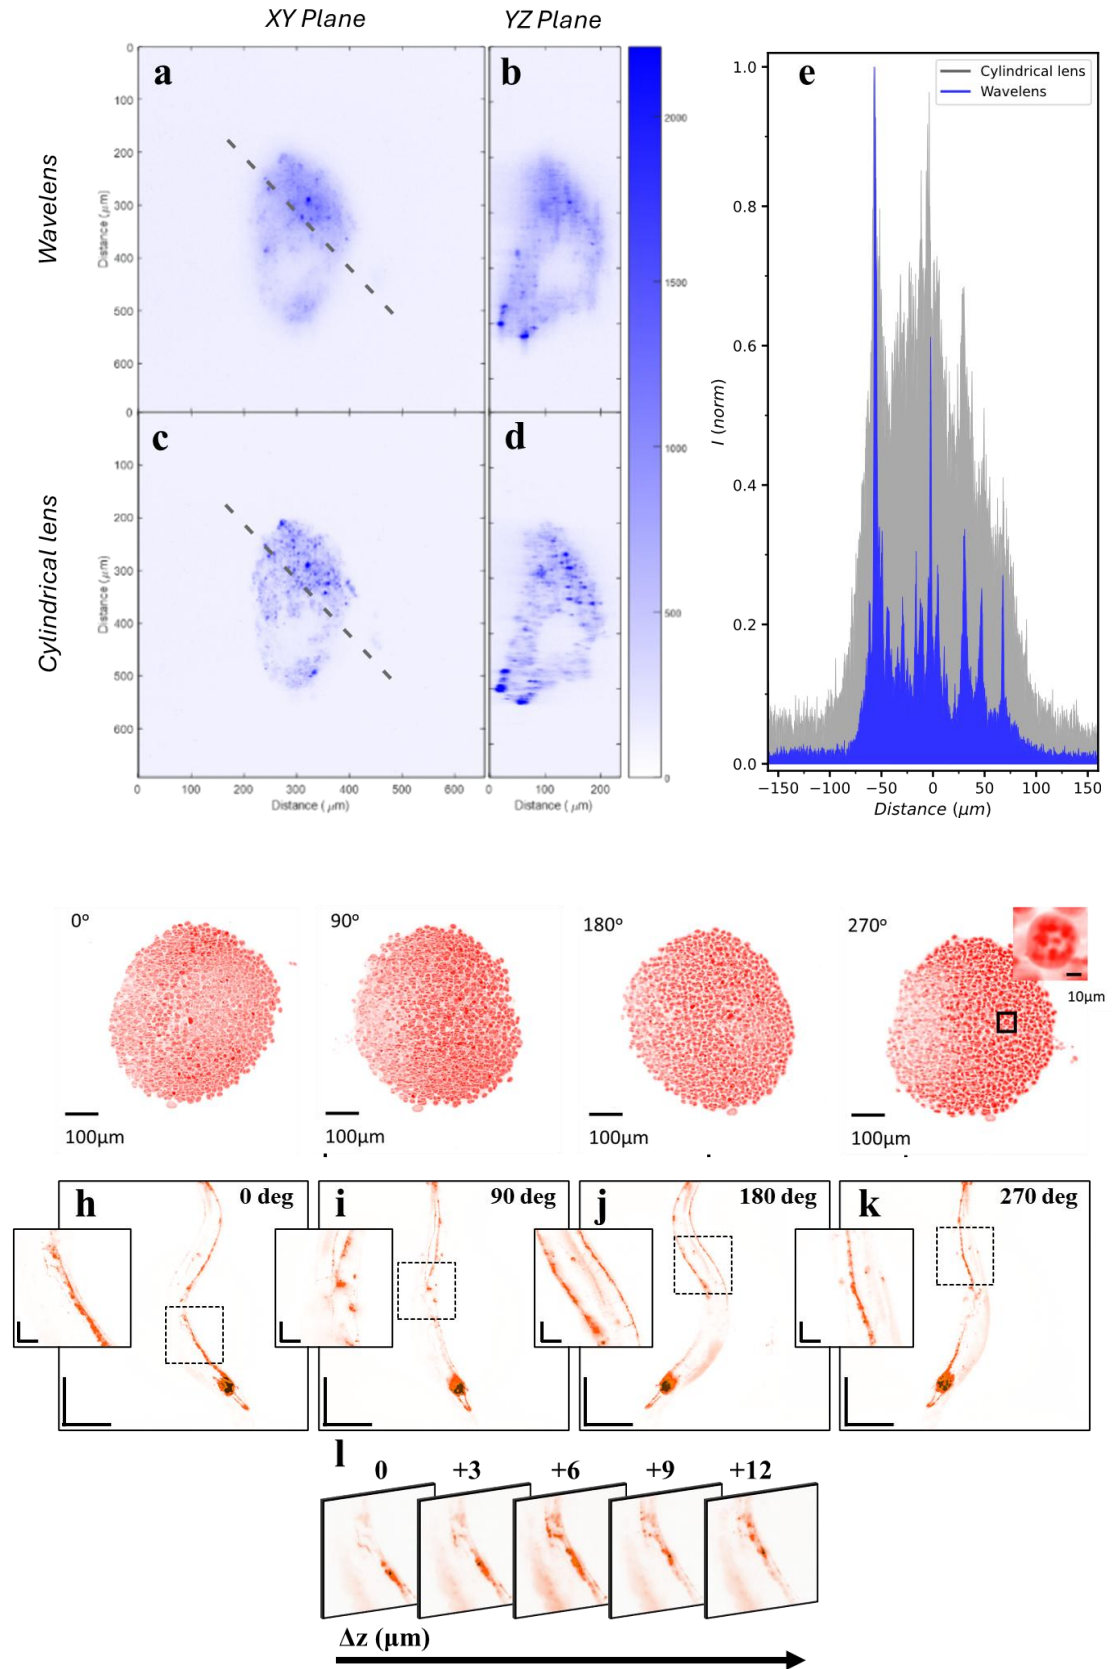 XY Plane
YZ Plane
Wavelens
a
b
0
100
200
300
400
500
600
Distance (μm)
2000
1500
1000
500
0
Cylindrical lens
c
d
0
100
200
300
400
500
600
0
100
200
300
400
500
600
Distance (μm)
0
100
200
Distance (μm)
e
Cylindrical lens
Wavelens
1.0
0.8
0.6
0.4
0.2
0.0
I (norm)
−150
−100
−50
0
50
100
150
Distance (μm)
0°
90°
180°
270°
10μm
100μm
100μm
100μm
100μm
h
0 deg
i
90 deg
j
180 deg
k
270 deg
l
0
+3
+6
+9
+12
Δz (μm)